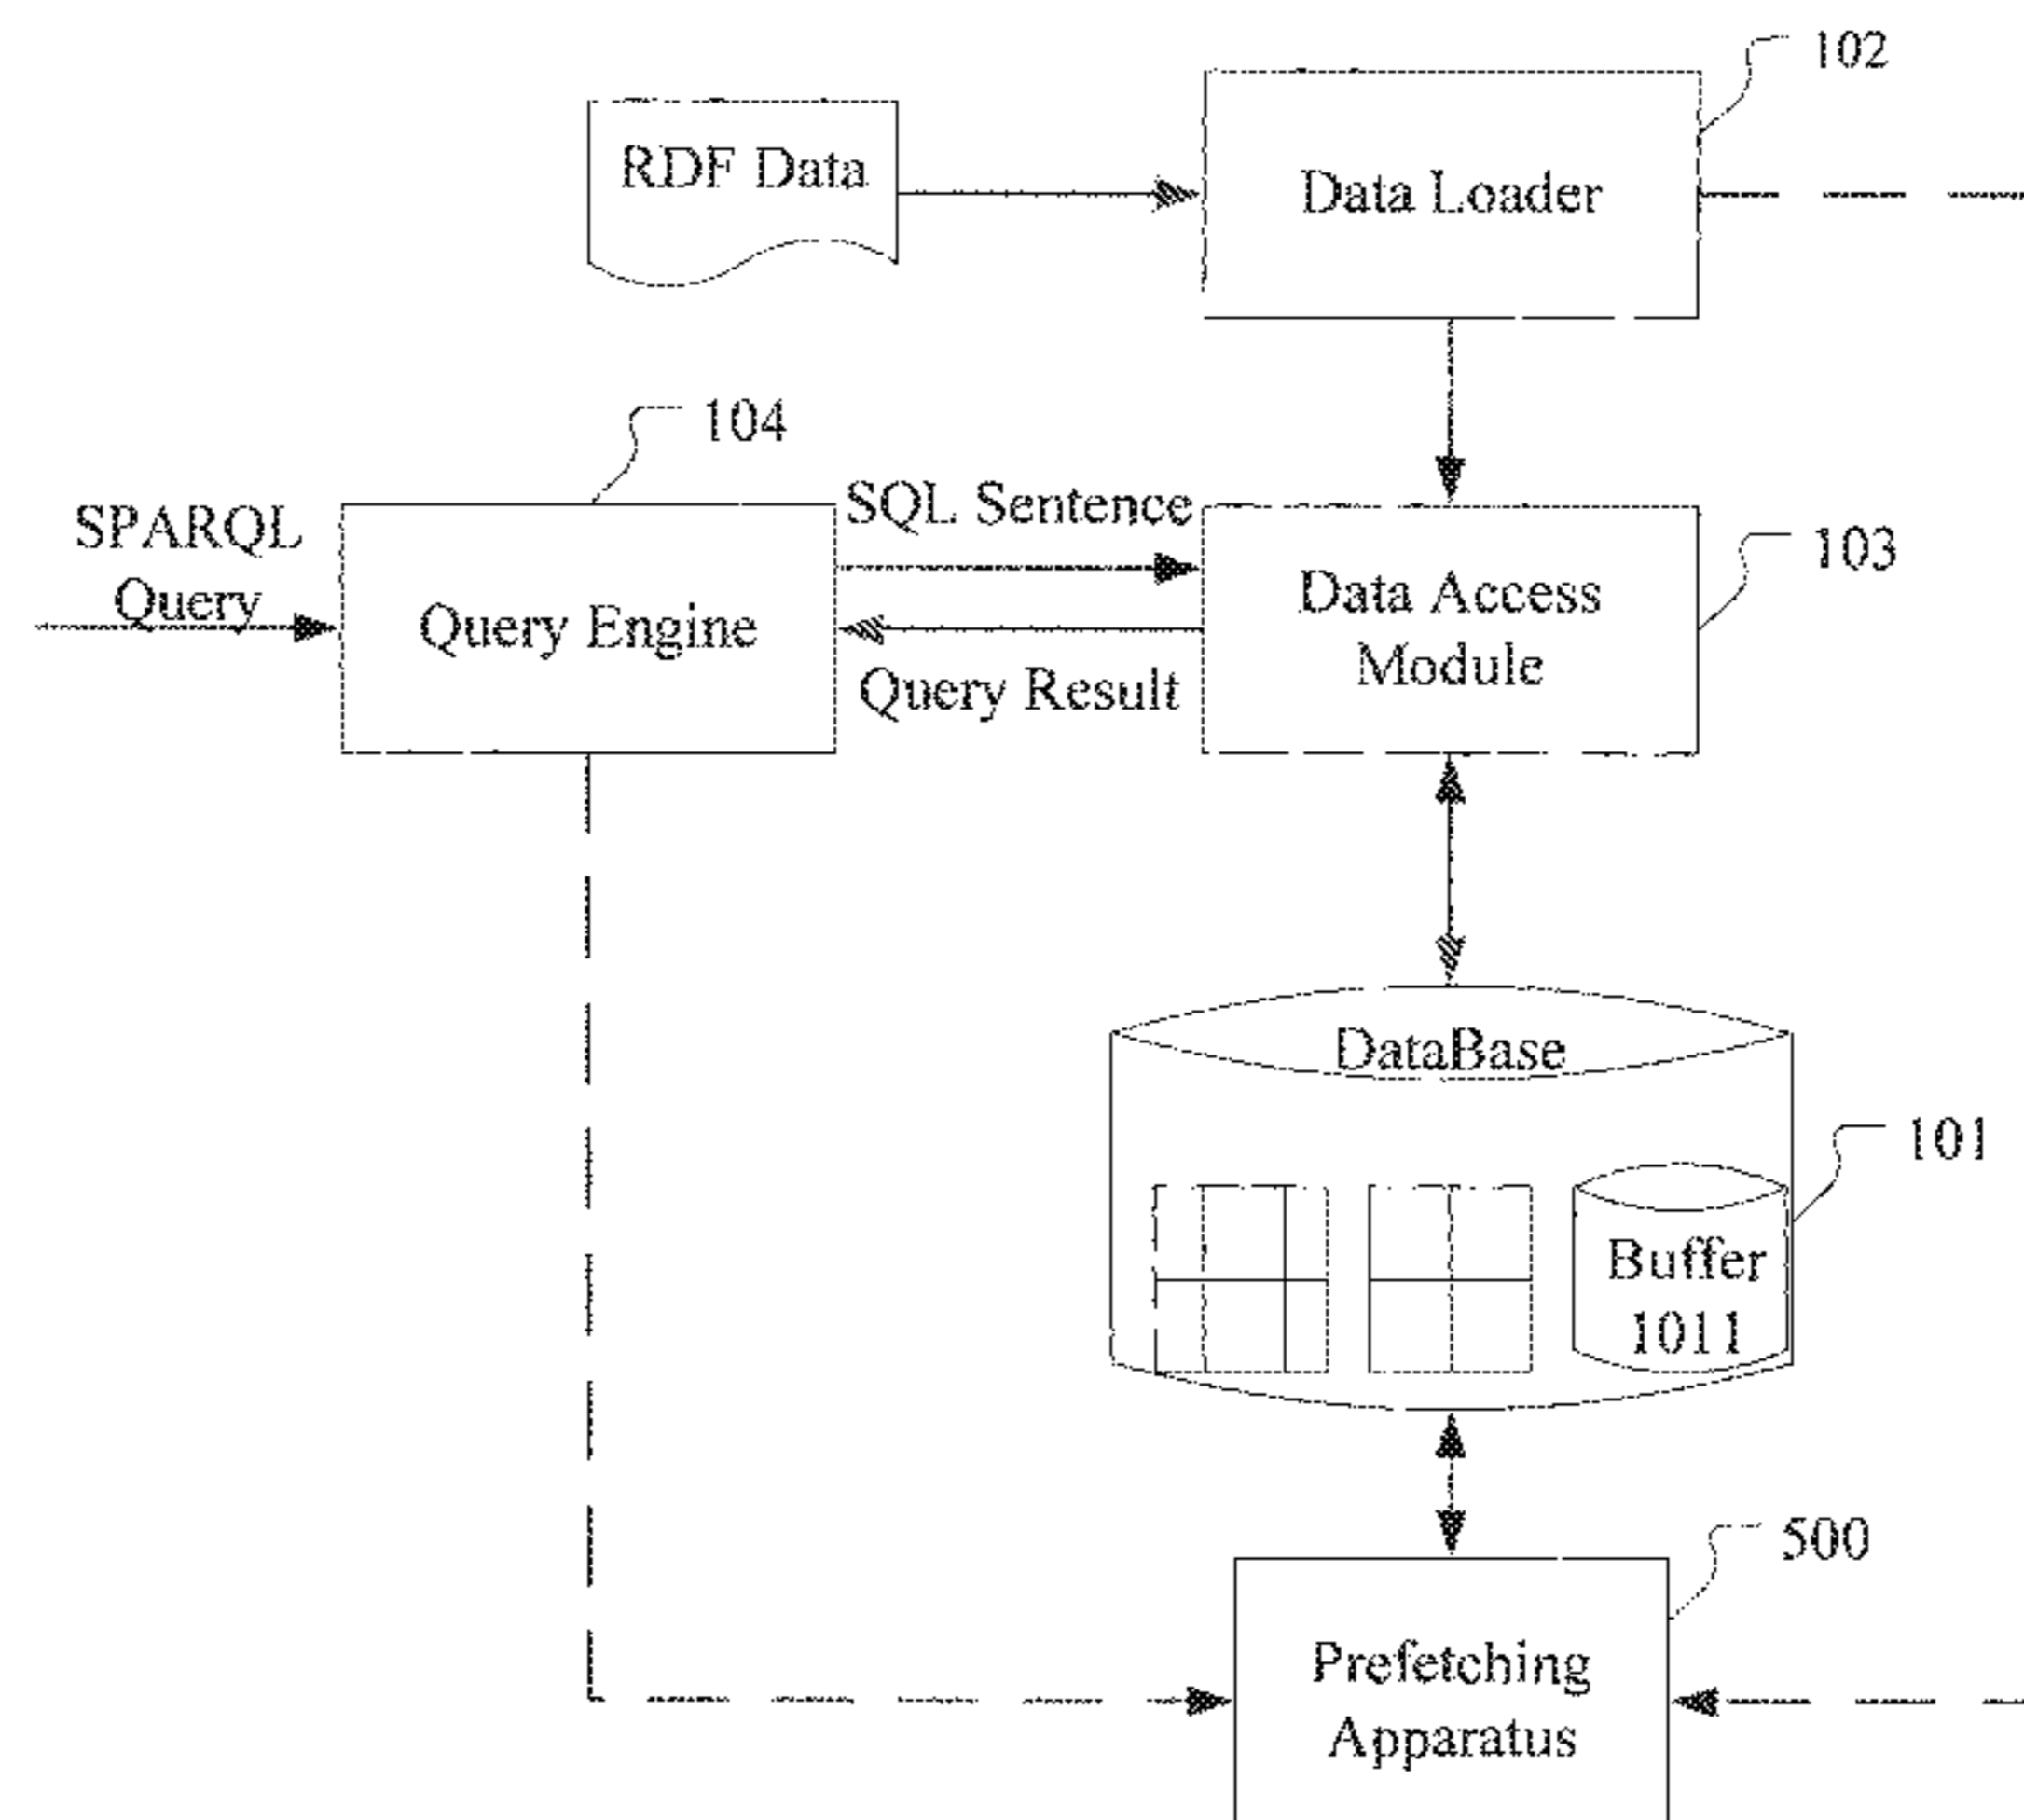 102
RDF Data
Data Loader
104
SQL Sentence
SPARQL
Query
103
Query Engine
Data Access
Module
Query Result
DataBase
101
Buffer
1011
500
Prefetching
Apparatus